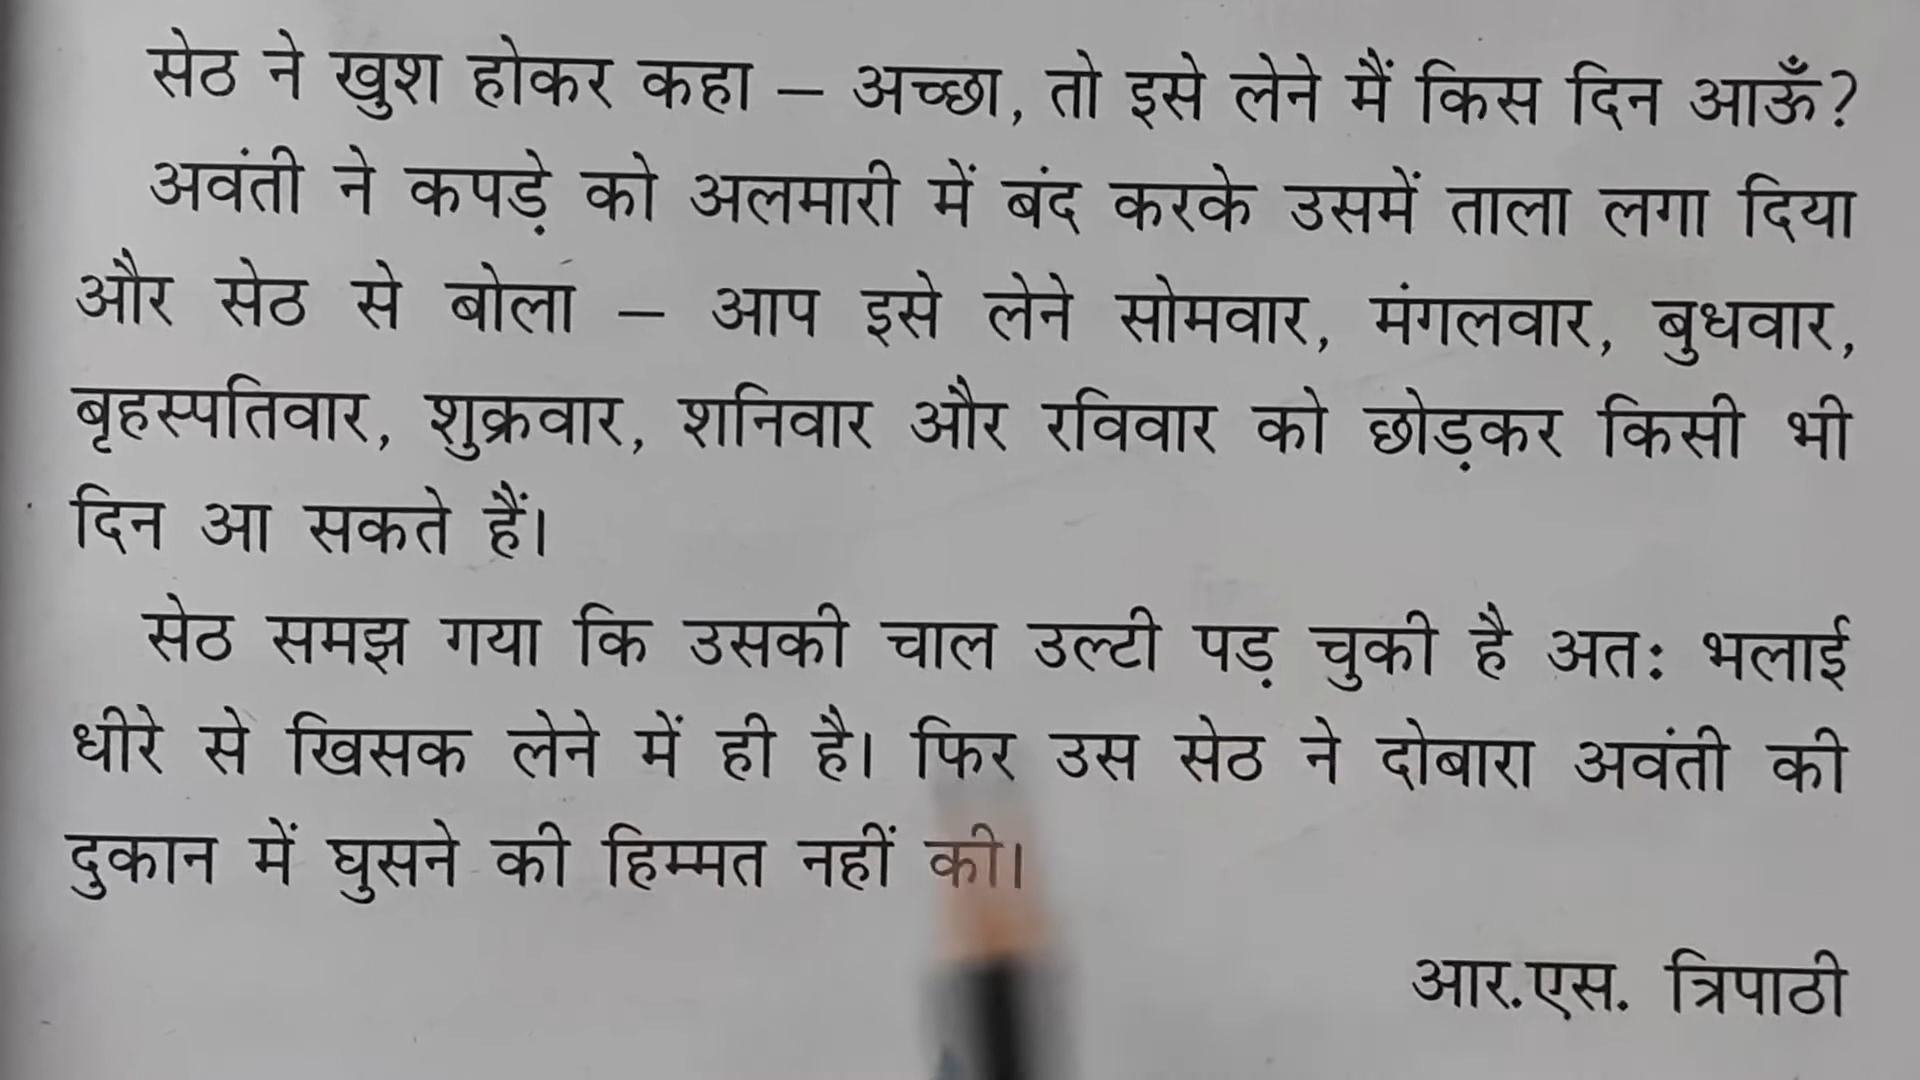 सेठ ने खुश होकर कहा – अच्छा, तो इसे लेने मैं किस दिन आऊँ?
अवंती ने कपड़े को अलमारी में बंद करके उसमें ताला लगा दिया
और सेठ से बोला – आप इसे लेने सोमवार, मंगलवार, बुधवार,
बृहस्पतिवार, शुक्रवार, शनिवार और रविवार को छोड़कर किसी भी
दिन आ सकते हैं।
सेठ समझ गया कि उसकी चाल उल्टी पड़ चुकी है अतः भलाई
धीरे से खिसक लेने में ही है। फिर उस सेठ ने दोबारा अवंती की
दुकान में घुसने की हिम्मत नहीं की।
आर.एस. त्रिपाठी